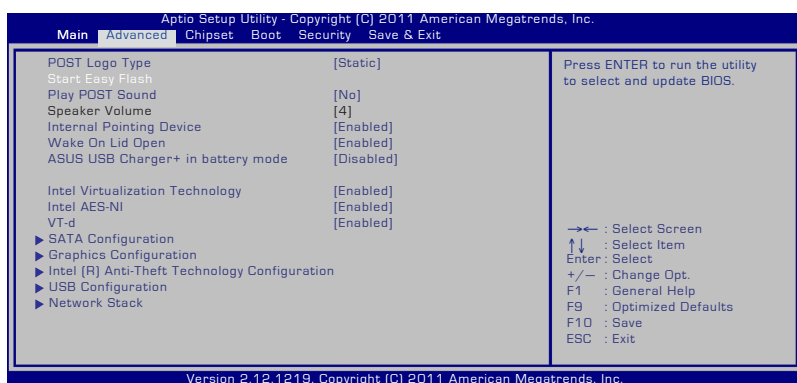 Aptio Setup Utility - Copyright (C) 2011 American Megatrends, Inc.
Main Advanced Chipset Boot Security Save & Exit
POST Logo Type [Static]
Start Easy Flash
Play POST Sound [No]
Speaker Volume [4]
Internal Pointing Device [Enabled]
Wake On Lid Open [Enabled]
ASUS USB Charger+ in battery mode [Disabled]
Intel Virtualization Technology [Enabled]
Intel AES-NI [Enabled]
VT-d [Enabled]
SATA Configuration
Graphics Configuration
Intel (R) Anti-Theft Technology Configuration
USB Configuration
Network Stack
Press ENTER to run the utility
to select and update BIOS.
→← : Select Screen
↑↓ : Select Item
Enter : Select
+/— : Change Opt.
F1 : General Help
F9 : Optimized Defaults
F10 : Save
ESC : Exit
Version 2.12.1219. Copyright (C) 2011 American Megatrends, Inc.